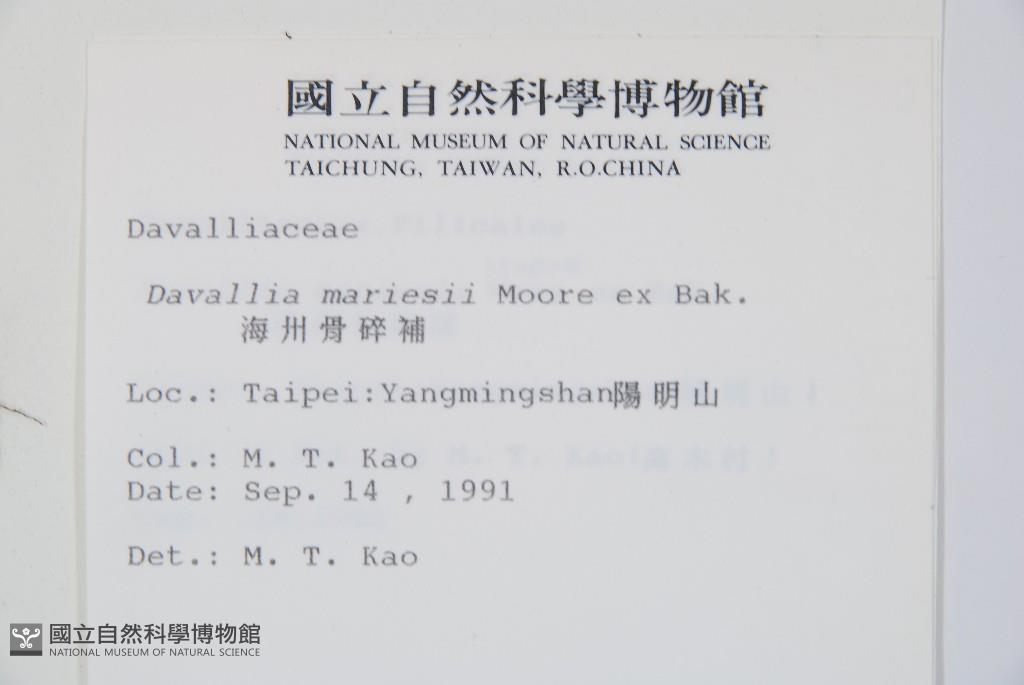 國立自然科學博物館
NATIONAL MUSEUM OF NATURAL SCIENCE
TAICHUNG, TAIWAN, R.O.CHINA
Davalliaceae
Davallia mariesii Moore ex Bak.
海州骨碎補
Loc.: Taipei:Yangmingshan陽明山
Col.: M. T. Kao
Date: Sep. 14 , 1991
Det.: M. T. Kao
國立自然科學博物館
NATIONAL MUSEUM OF NATURAL SCIENCE